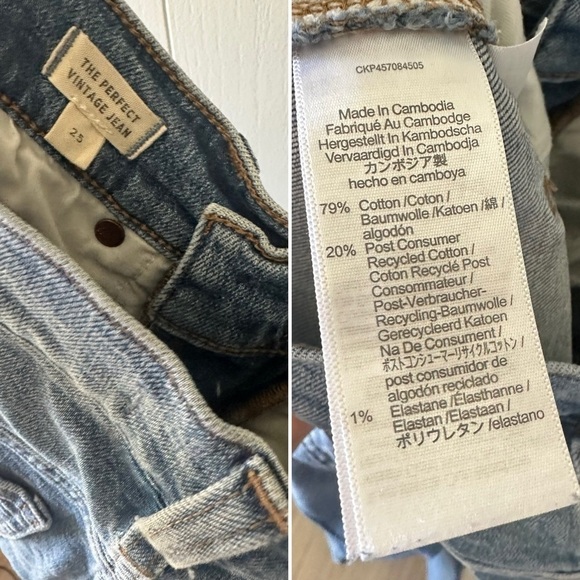 THE PERFECT
VINTAGE JEAN
25
CKP457084505
Made In Cambodia
Fabriqué Au Cambodge
Hergestellt In Kambodscha
Vervaardigd In Cambodja
カンボジア製
hecho en camboya
79% Cotton /Coton /
Baumwolle /Katoen /綿 /
algodón
20% Post Consumer
Recycled Cotton /
Coton Recyclé Post
Consommateur /
Post-Verbraucher-
Recycling-Baumwolle /
Gerecycleerd Katoen
Na De Consument /
ポストコンシューマーリサイクルコットン /
post consumidor de
algodón reciclado
1% Elastane /Elasthanne /
Elastan /Elastaan /
ポリウレタン /elastano